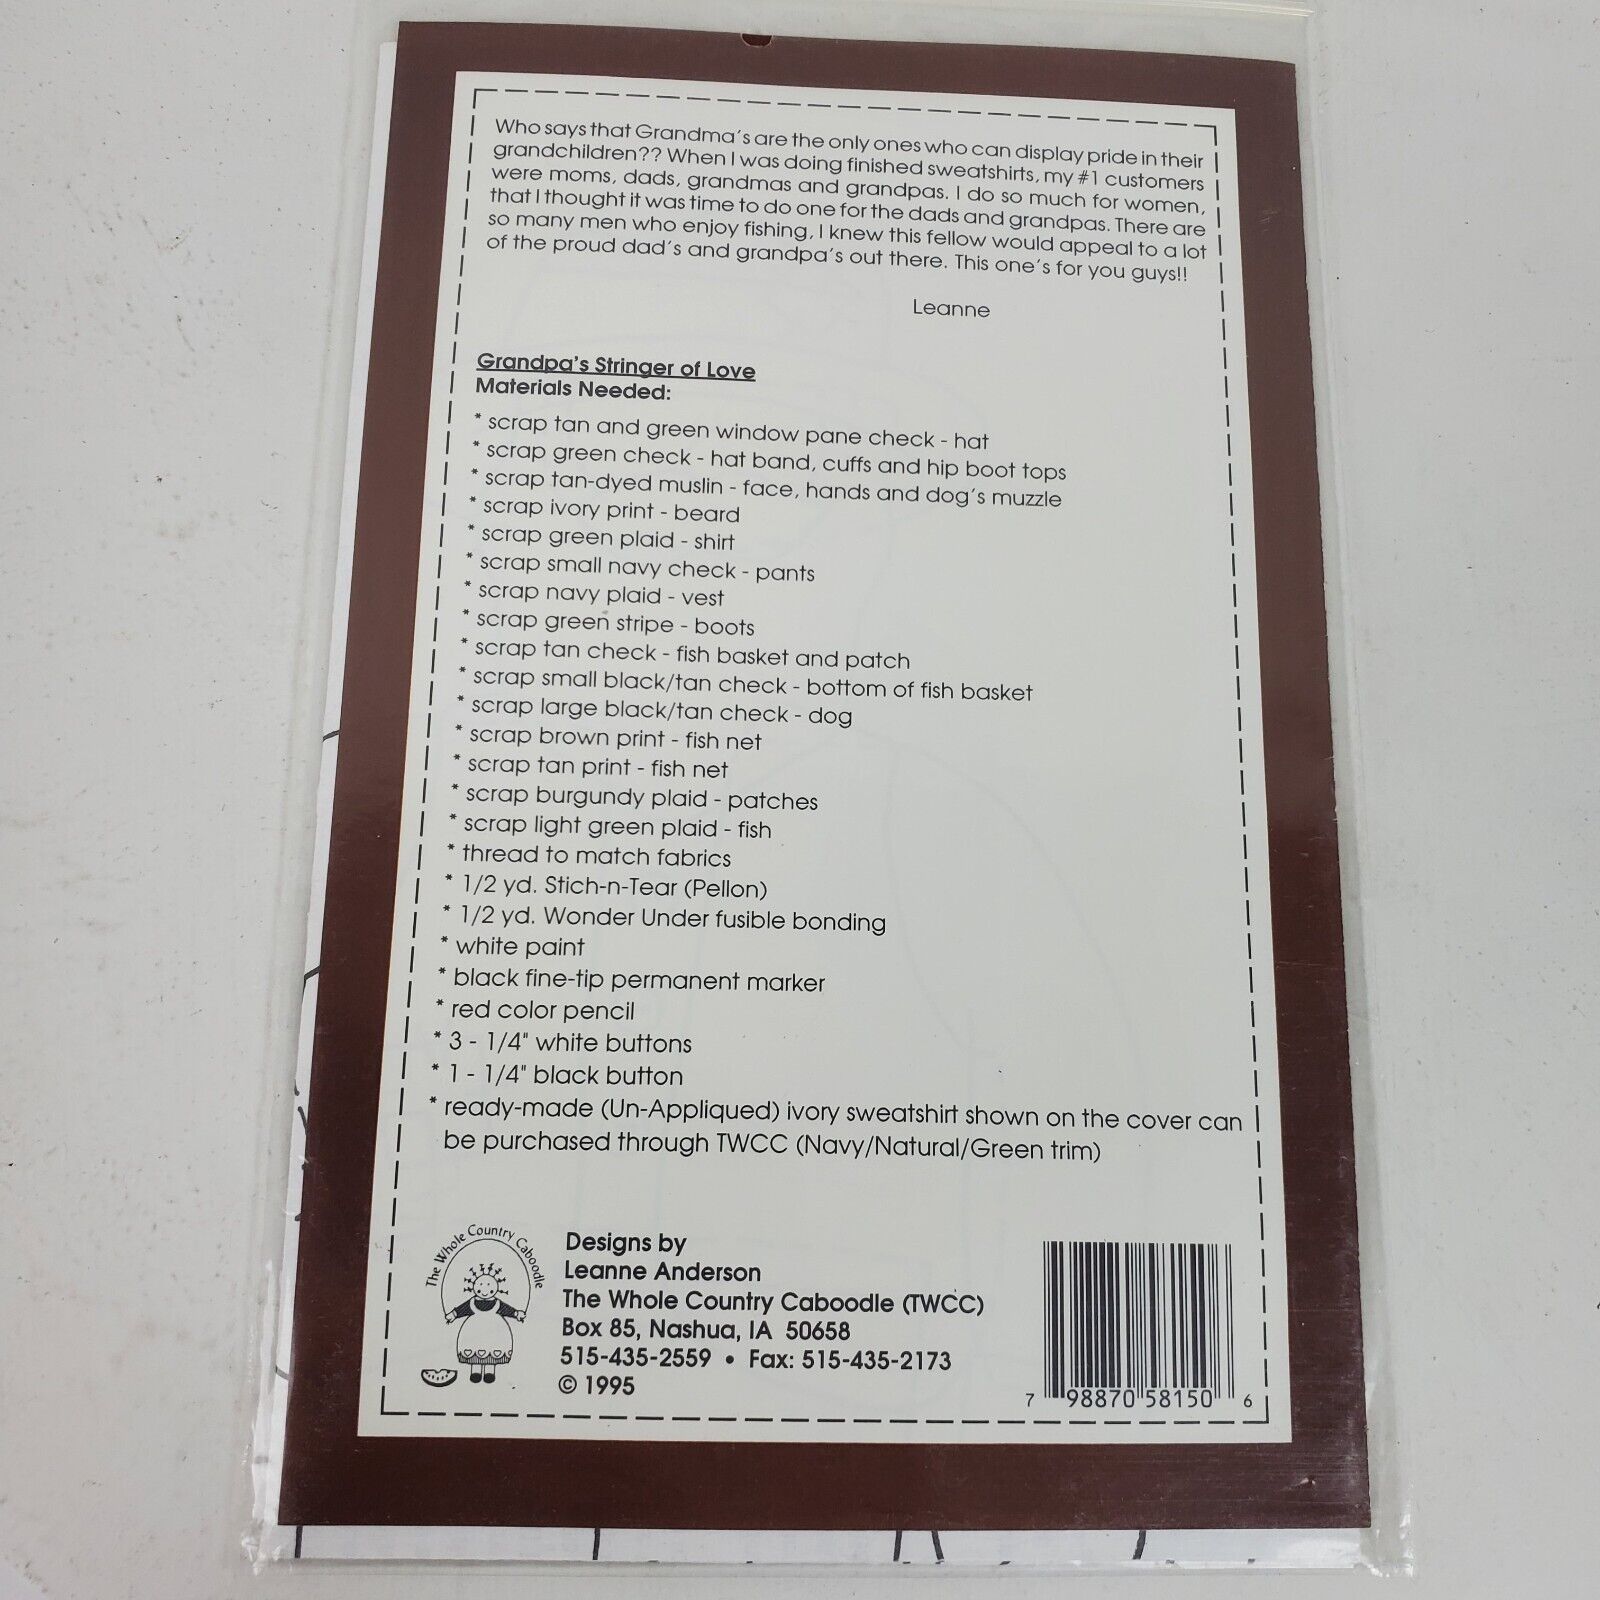 Who says that Grandma's are the only ones who can display pride in their
grandchildren?? When I was doing finished sweatshirts, my #1 customers
were moms, dads, grandmas and grandpas. I do so much for women,
that I thought it was time to do one for the dads and grandpas. There are
so many men who enjoy fishing, I knew this fellow would appeal to a lot
of the proud dad's and grandpa's out there. This one's for you guys!!
Leanne
Grandpa's Stringer of Love
Materials Needed:
* scrap tan and green window pane check - hat
* scrap green check - hat band, cuffs and hip boot tops
* scrap tan-dyed muslin - face, hands and dog's muzzle
* scrap ivory print - beard
* scrap green plaid - shirt
* scrap small navy check - pants
* scrap navy plaid - vest
* scrap green stripe - boots
* scrap tan check - fish basket and patch
* scrap small black/tan check - bottom of fish basket
* scrap large black/tan check - dog
* scrap brown print - fish net
* scrap tan print - fish net
* scrap burgundy plaid - patches
* scrap light green plaid - fish
* thread to match fabrics
* 1/2 yd. Stich-n-Tear (Pellon)
* 1/2 yd. Wonder Under fusible bonding
* white paint
* black fine-tip permanent marker
* red color pencil
* 3 - 1/4" white buttons
* 1 - 1/4" black button
* ready-made (Un-Appliqued) ivory sweatshirt shown on the cover can
be purchased through TWCC (Navy/Natural/Green trim)
The Whole Country Caboodle
Designs by
Leanne Anderson
The Whole Country Caboodle (TWCC)
Box 85, Nashua, IA 50658
515-435-2559 • Fax: 515-435-2173
© 1995
7 98870 58150 6